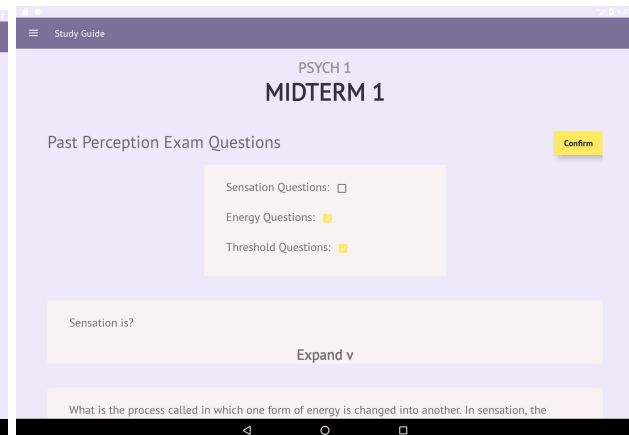 Study Guide
PSYCH 1
MIDTERM 1
Past Perception Exam Questions
Confirm
Sensation Questions:
Energy Questions:
Threshold Questions:
Sensation is?
Expand v
What is the process called in which one form of energy is changed into another. In sensation, the